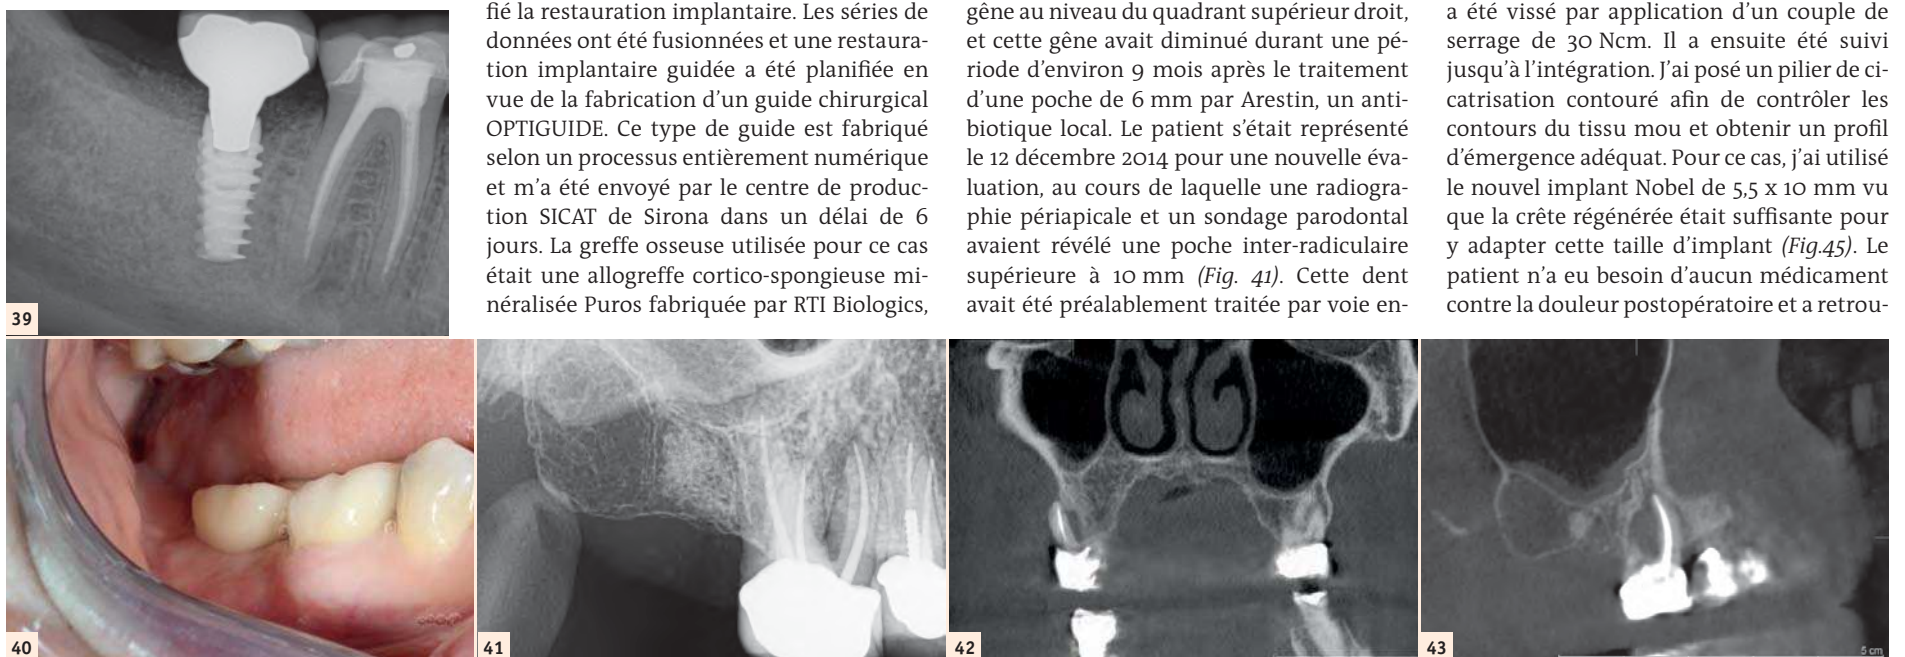 fié la restauration implantaire. Les séries de
données ont été fusionnées et une restaura-
tion implantaire guidée a été planifiée en
vue de la fabrication d’un guide chirurgical
OPTIGUIDE. Ce type de guide est fabriqué
selon un processus entièrement numérique
et m’a été envoyé par le centre de produc-
tion SICAT de Sirona dans un délai de 6
jours. La greffe osseuse utilisée pour ce cas
était une allogreffe cortico-spongieuse mi-
néralisée Puros fabriquée par RTI Biologics,
gêne au niveau du quadrant supérieur droit,
et cette gêne avait diminué durant une pé-
riode d’environ 9 mois après le traitement
d’une poche de 6 mm par Arestin, un anti-
biotique local. Le patient s’était représenté
le 12 décembre 2014 pour une nouvelle éva-
luation, au cours de laquelle une radiogra-
phie périapicale et un sondage parodontal
avaient révélé une poche inter-radiculaire
supérieure à 10 mm (Fig. 41). Cette dent
avait été préalablement traitée par voie en-
a été vissé par application d’un couple de
serrage de 30 Ncm. Il a ensuite été suivi
jusqu’à l’intégration. J’ai posé un pilier de ci-
catrisation contouré afin de contrôler les
contours du tissu mou et obtenir un profil
d’émergence adéquat. Pour ce cas, j’ai utilisé
le nouvel implant Nobel de 5,5 x 10 mm vu
que la crête régénérée était suffisante pour
y adapter cette taille d’implant (Fig.45). Le
patient n’a eu besoin d’aucun médicament
contre la douleur postopératoire et a retrou-
39
40
41
42
43
5 cm